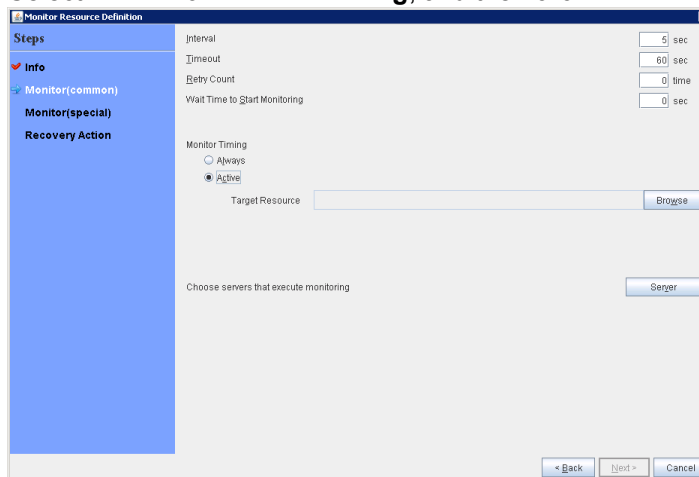 Monitor Resource Definition
Steps
Info
Monitor(common)
Monitor(special)
Recovery Action
Interval 5 sec
Timeout 60 sec
Retry Count 0 time
Wait Time to Start Monitoring 0 sec
Monitor Timing
Always
Active
Target Resource Browse
Choose servers that execute monitoring Server
< Back Next > Cancel